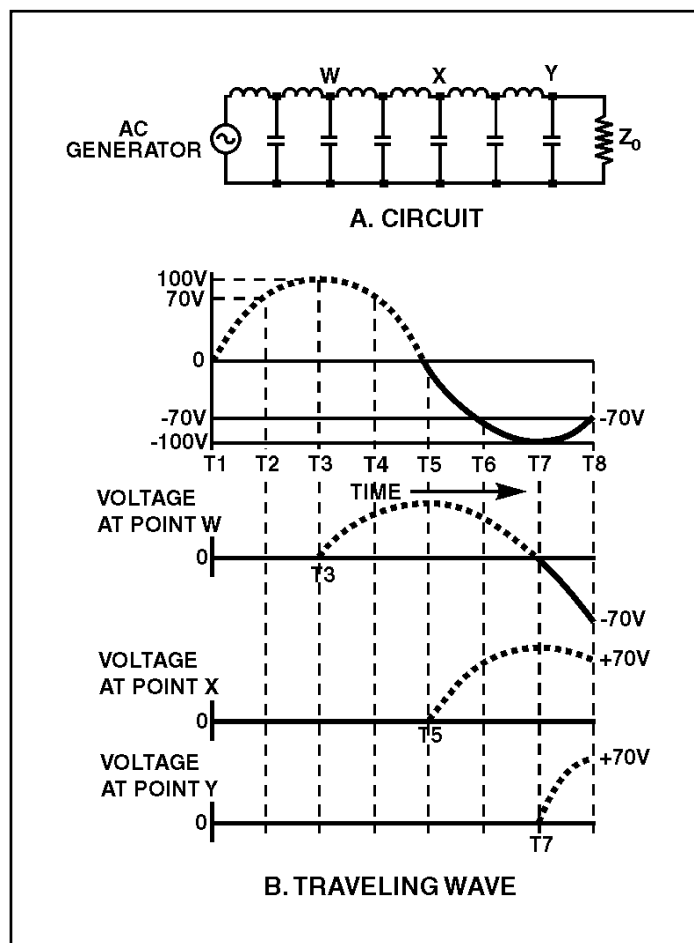 W X Y
AC
GENERATOR
Z0
A. CIRCUIT
100V
70V
0
-70V -70V
-100V
T1 T2 T3 T4 T5 T6 T7 T8
TIME
VOLTAGE
AT POINT W
0
T3
-70V
VOLTAGE
AT POINT X
+70V
0
T5
VOLTAGE
AT POINT Y
+70V
0
T7
B. TRAVELING WAVE